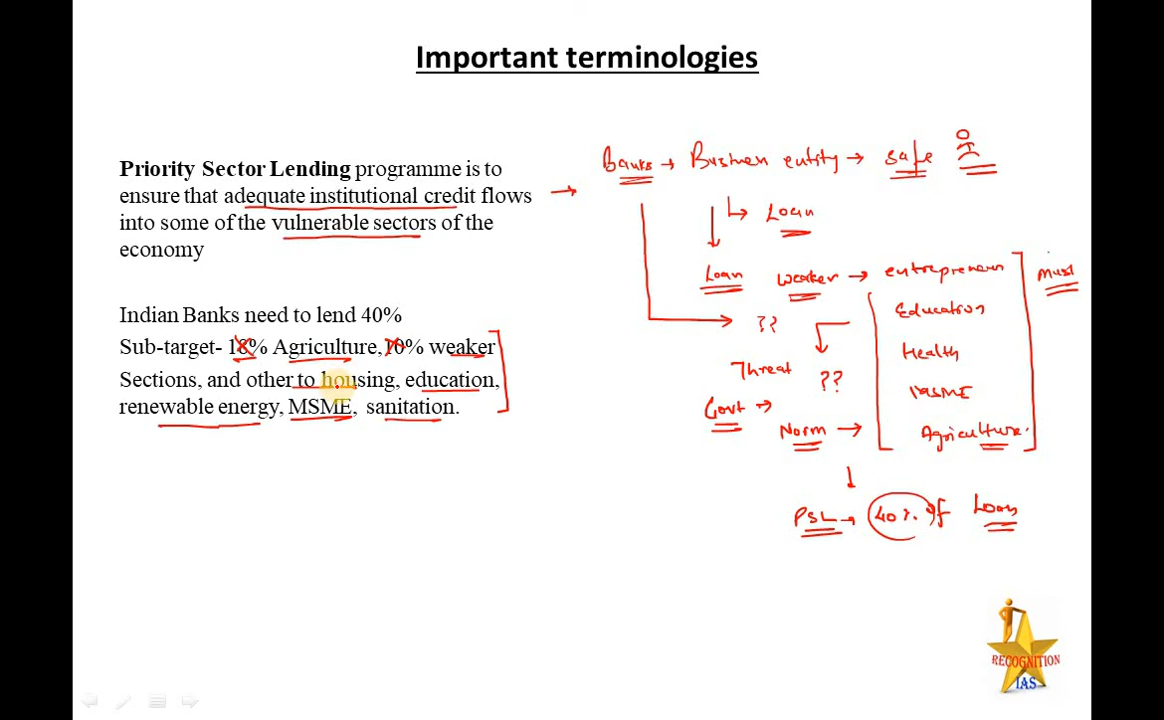 Important terminologies
Priority Sector Lending programme is to
ensure that adequate institutional credit flows
into some of the vulnerable sectors of the
economy
Indian Banks need to lend 40%
Sub-target- 18% Agriculture, 10% weaker
Sections, and other to housing, education,
renewable energy, MSME, sanitation.
Banks → Business entity → safe
Loan
Loan weaker → entrepreneurs
must
Education
??
Health
Threat
??
MSME
Govt →
Norm →
Agriculture
PSL → 40% of Loan
RECOGNITION
IAS